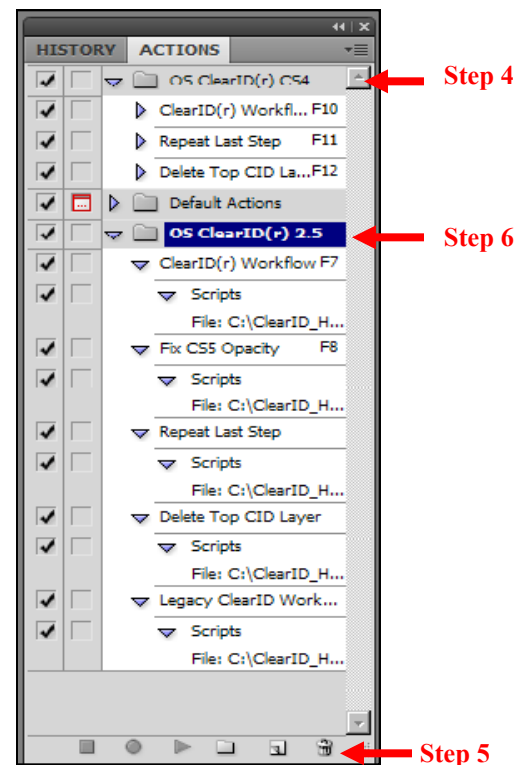 HISTORY ACTIONS
OS ClearID(r) CS4 Step 4
ClearID(r) Workfl... F10
Repeat Last Step F11
Delete Top CID La...F12
Default Actions
OS ClearID(r) 2.5 Step 6
ClearID(r) Workflow F7
Scripts
File: C:\ClearID_H...
Fix CS5 Opacity F8
Scripts
File: C:\ClearID_H...
Repeat Last Step
Scripts
File: C:\ClearID_H...
Delete Top CID Layer
Scripts
File: C:\ClearID_H...
Legacy ClearID Work...
Scripts
File: C:\ClearID_H...
Step 5